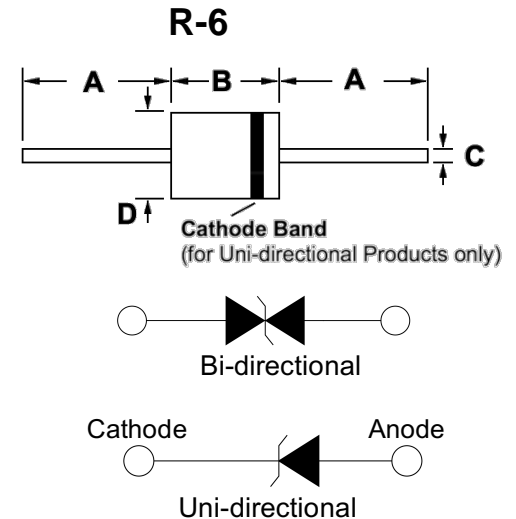 R-6
A B A
C
D
Cathode Band
(for Uni-directional Products only)
Bi-directional
Cathode Anode
Uni-directional